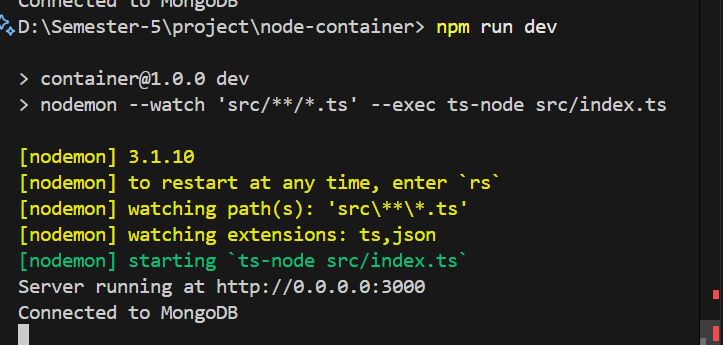 Connected to MongoDB
D:\Semester-5\project\node-container> npm run dev
> container@1.0.0 dev
> nodemon --watch 'src/**/*.ts' --exec ts-node src/index.ts
[nodemon] 3.1.10
[nodemon] to restart at any time, enter `rs`
[nodemon] watching path(s): 'src\**\*.ts'
[nodemon] watching extensions: ts,json
[nodemon] starting `ts-node src/index.ts`
Server running at http://0.0.0.0:3000
Connected to MongoDB